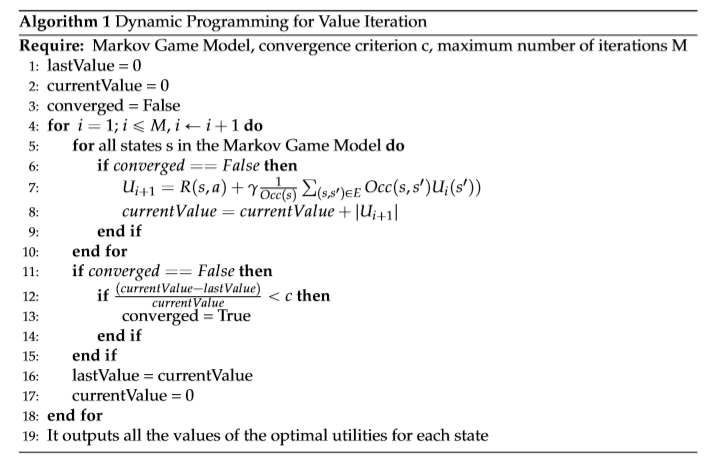 Algorithm 1 Dynamic Programming for Value Iteration
Require: Markov Game Model, convergence criterion c, maximum number of iterations M
1: lastValue = 0
2: currentValue = 0
3: converged = False
4: for i = 1; i ⩽ M, i ← i + 1 do
5: for all states s in the Markov Game Model do
6: if converged == False then
7: U_{i+1} = R(s, a) + γ \frac{1}{Occ(s)} ∑_{(s,s′)∈E} Occ(s, s′)U_i(s′))
8: currentValue = currentValue + |U_{i+1}|
9: end if
10: end for
11: if converged == False then
12: if \frac{(currentValue−lastValue)}{currentValue} < c then
13: converged = True
14: end if
15: end if
16: lastValue = currentValue
17: currentValue = 0
18: end for
19: It outputs all the values of the optimal utilities for each state